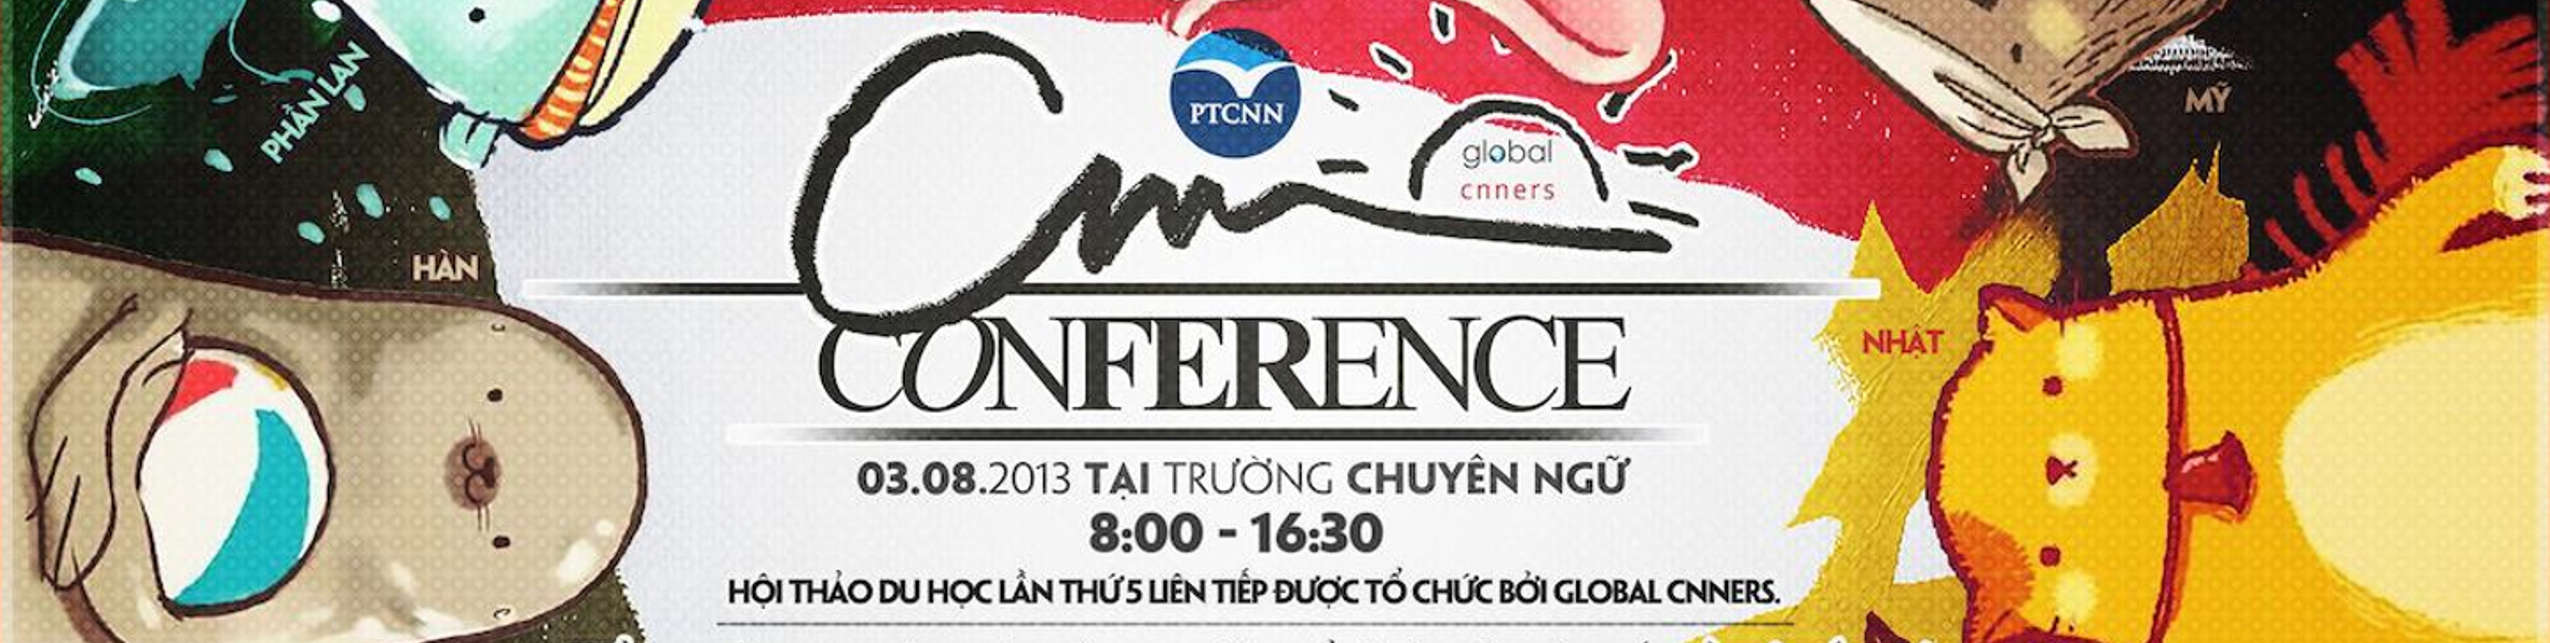 PHẦN LAN
MỸ
HÀN
NHẬT
PTCNN
global
cnners
Cnn
CONFERENCE
03.08.2013 TẠI TRƯỜNG CHUYÊN NGỮ
8:00 - 16:30
HỘI THẢO DU HỌC LẦN THỨ 5 LIÊN TIẾP ĐƯỢC TỔ CHỨC BỞI GLOBAL CNNERS.